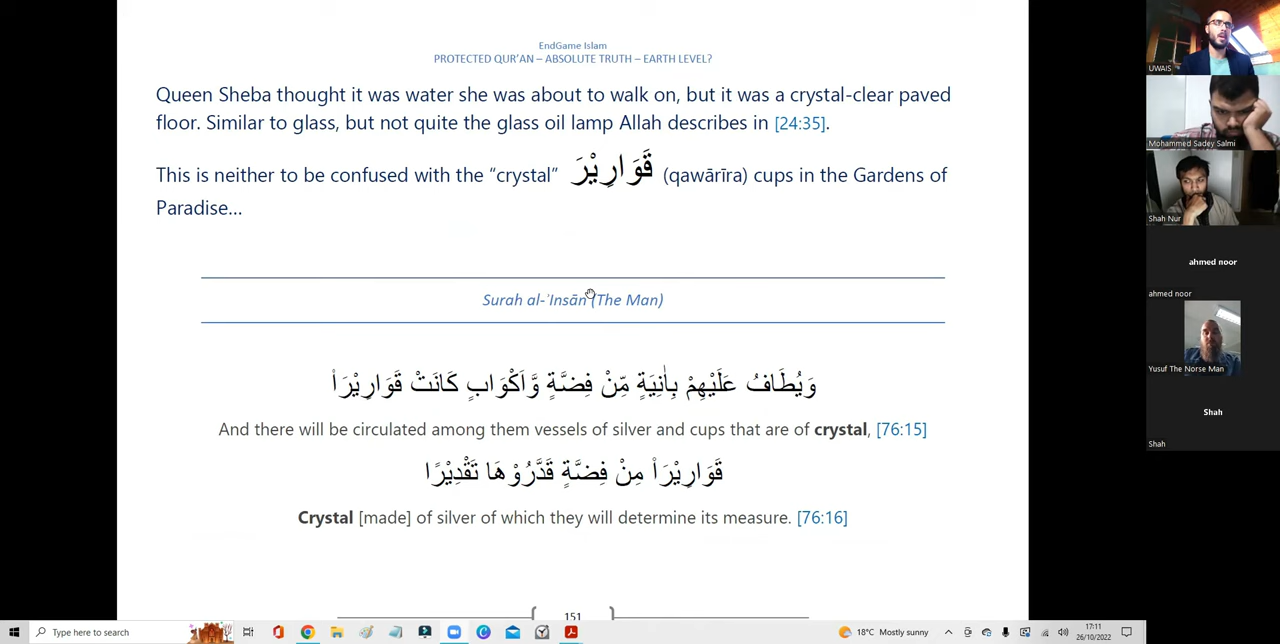 EndGame Islam
PROTECTED QUR’AN – ABSOLUTE TRUTH – EARTH LEVEL?
Queen Sheba thought it was water she was about to walk on, but it was a crystal-clear paved
floor. Similar to glass, but not quite the glass oil lamp Allah describes in [24:35].
This is neither to be confused with the “crystal” قَوَارِيْرَ (qawārīra) cups in the Gardens of
Paradise…
Surah al-ʾInsān (The Man)
وَيُطَافُ عَلَيْهِمْ بِاٰنِيَةٍ مِّنْ فِضَّةٍ وَّاَكْوَابٍ كَانَتْ قَوَارِيْرَا۟
And there will be circulated among them vessels of silver and cups that are of crystal, [76:15]
قَوَارِيْرَا۟ مِنْ فِضَّةٍ قَدَّرُوْهَا تَقْدِيْرًا
Crystal [made] of silver of which they will determine its measure. [76:16]
151
UWAIS
Mohammed Sadey Salmi
Shah Nur
ahmed noor
ahmed noor
Yusuf The Norse Man
Shah
Shah
Type here to search
18°C Mostly sunny
17:11
26/10/2022